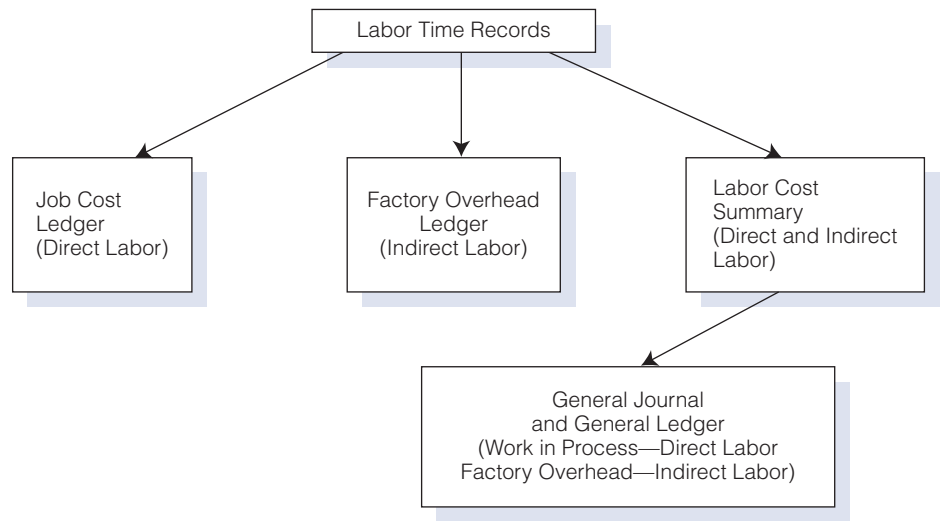 Labor Time Records
Job Cost
Ledger
(Direct Labor)
Factory Overhead
Ledger
(Indirect Labor)
Labor Cost
Summary
(Direct and Indirect
Labor)
General Journal
and General Ledger
(Work in Process—Direct Labor
Factory Overhead—Indirect Labor)